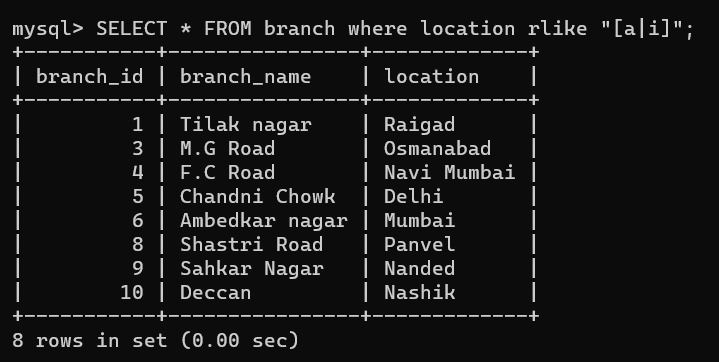 mysql> SELECT * FROM branch where location rlike "[a|i]";
+-----------+----------------+-------------+
| branch_id | branch_name    | location    |
+-----------+----------------+-------------+
|         1 | Tilak nagar    | Raigad      |
|         3 | M.G Road       | Osmanabad   |
|         4 | F.C Road       | Navi Mumbai |
|         5 | Chandni Chowk  | Delhi       |
|         6 | Ambedkar nagar | Mumbai      |
|         8 | Shastri Road   | Panvel      |
|         9 | Sahkar Nagar   | Nanded      |
|        10 | Deccan         | Nashik      |
+-----------+----------------+-------------+
8 rows in set (0.00 sec)